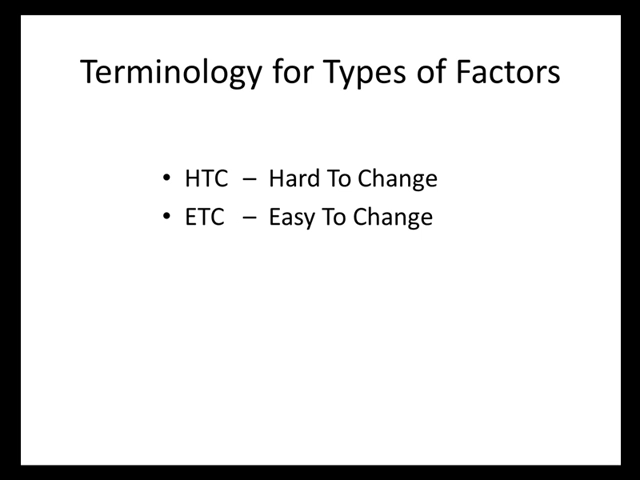 Terminology for Types of Factors
• HTC – Hard To Change
• ETC – Easy To Change